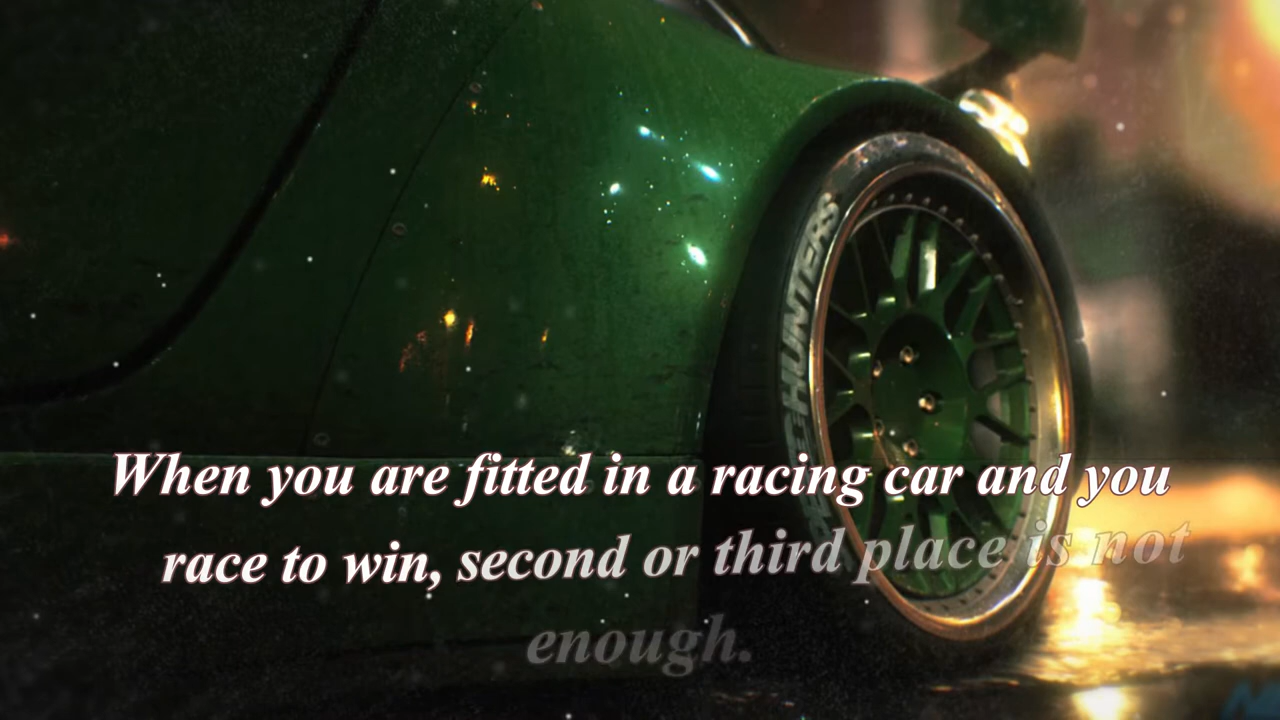 HUNTERS
When you are fitted in a racing car and you
race to win, second or third place is not
enough.